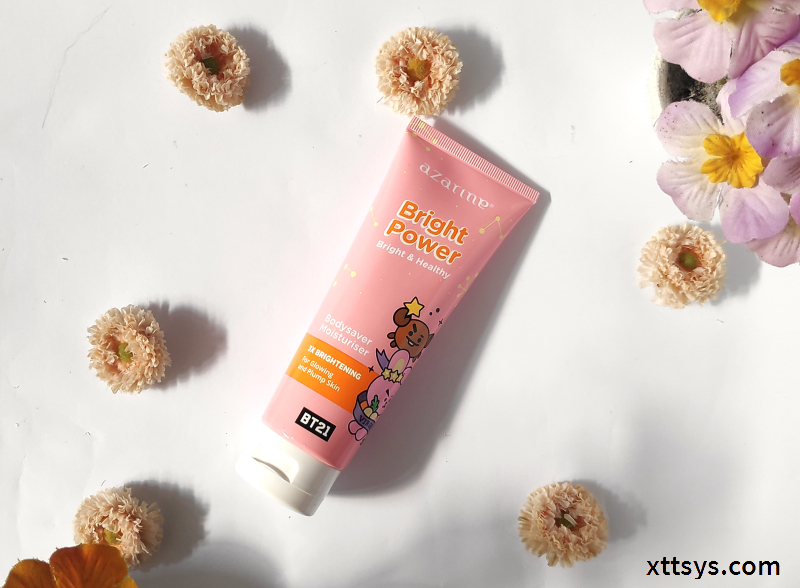 azarine
Bright
Power
Bright & Healthy
Bodysaver
Moisturiser
3X BRIGHTENING
For Glowing
and Plump Skin
BT21
xttsys.com